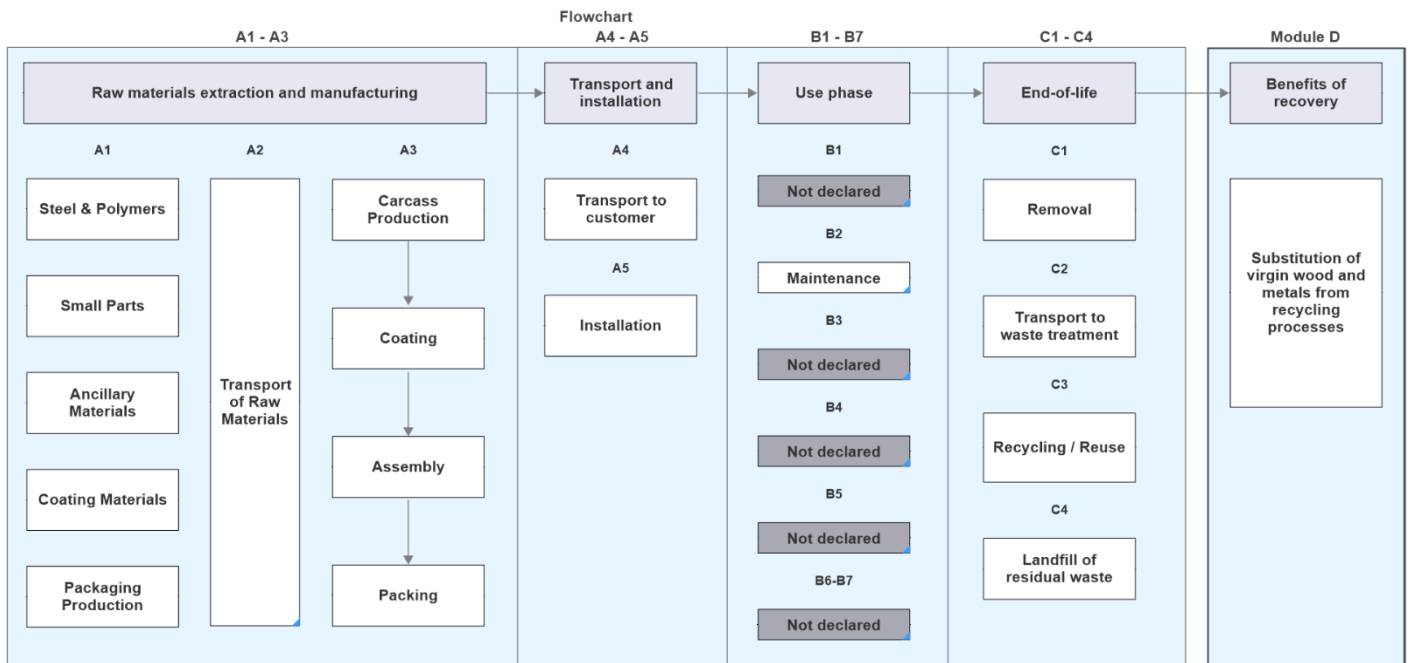 Flowchart
A1 - A3
A4 - A5
B1 - B7
C1 - C4
Module D
Raw materials extraction and manufacturing
Transport and
installation
Use phase
End-of-life
Benefits of
recovery
A1
A2
A3
A4
B1
C1
Steel & Polymers
Small Parts
Ancillary
Materials
Coating Materials
Packaging
Production
Transport
of Raw
Materials
Carcass
Production
Coating
Assembly
Packing
Transport to
customer
A5
Installation
Not declared
B2
Maintenance
B3
Not declared
B4
Not declared
B5
Not declared
B6-B7
Not declared
Removal
C2
Transport to
waste treatment
C3
Recycling / Reuse
C4
Landfill of
residual waste
Substitution of
virgin wood and
metals from
recycling
processes